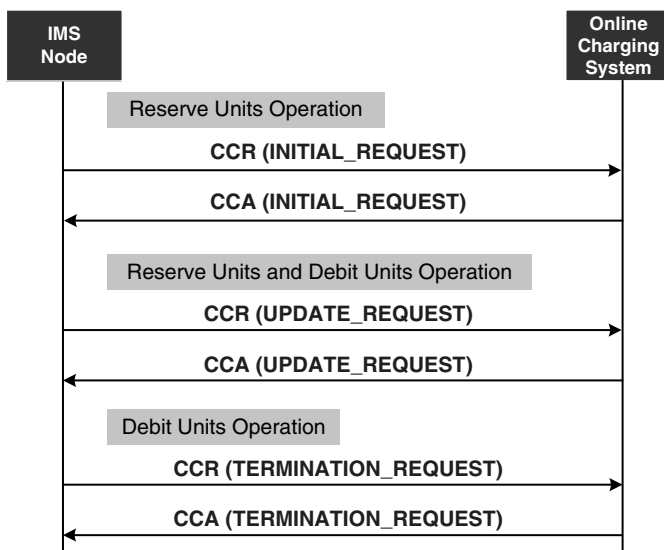 IMS
Node
Online
Charging
System
Reserve Units Operation
CCR (INITIAL_REQUEST)
CCA (INITIAL_REQUEST)
Reserve Units and Debit Units Operation
CCR (UPDATE_REQUEST)
CCA (UPDATE_REQUEST)
Debit Units Operation
CCR (TERMINATION_REQUEST)
CCA (TERMINATION_REQUEST)